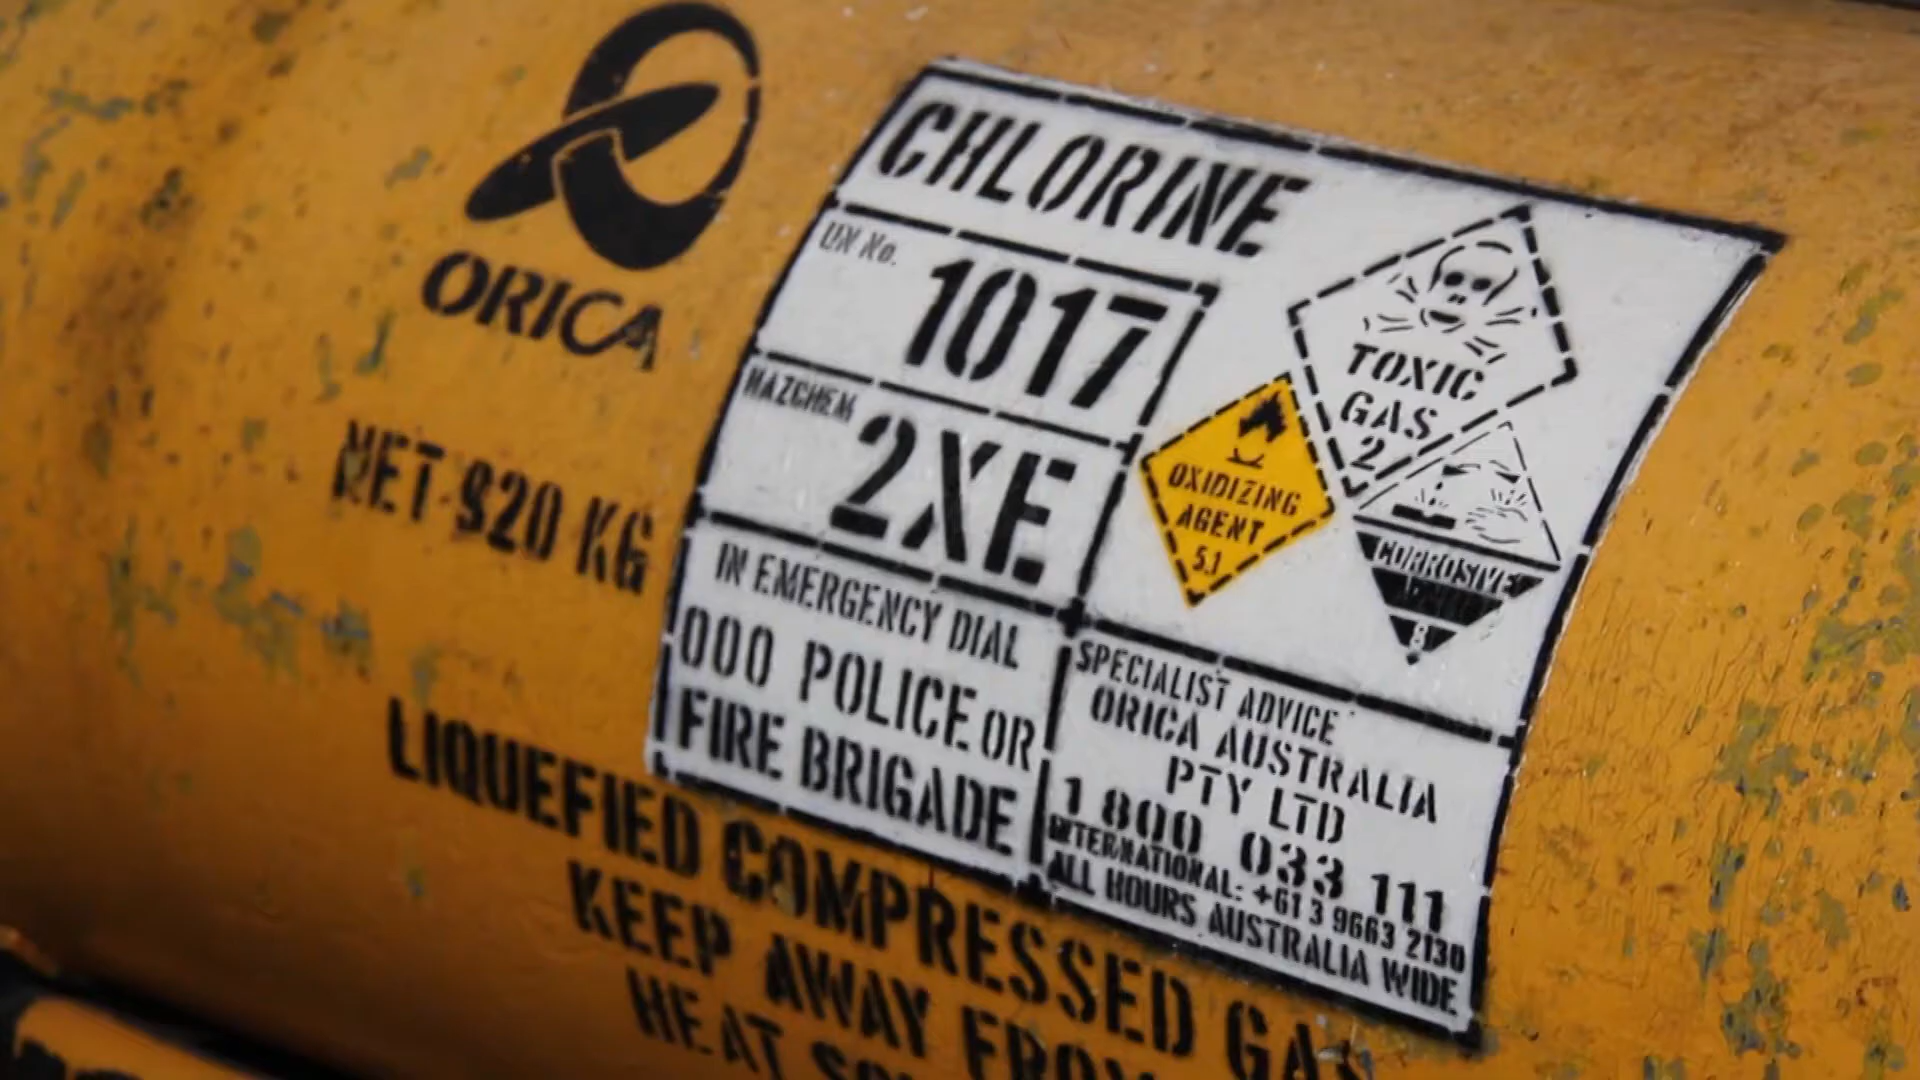 ORICA
NET 920 KG
CHLORINE
UN No.
1017
HAZCHEM
2XE
TOXIC
GAS
2
OXIDIZING
AGENT
5.1
CORROSIVE
8
IN EMERGENCY DIAL
000 POLICE OR
FIRE BRIGADE
SPECIALIST ADVICE
ORICA AUSTRALIA
PTY LTD
1 800 033 111
INTERNATIONAL: +61 3 9663 2130
ALL HOURS AUSTRALIA WIDE
LIQUEFIED COMPRESSED GAS
KEEP AWAY FROM
HEAT